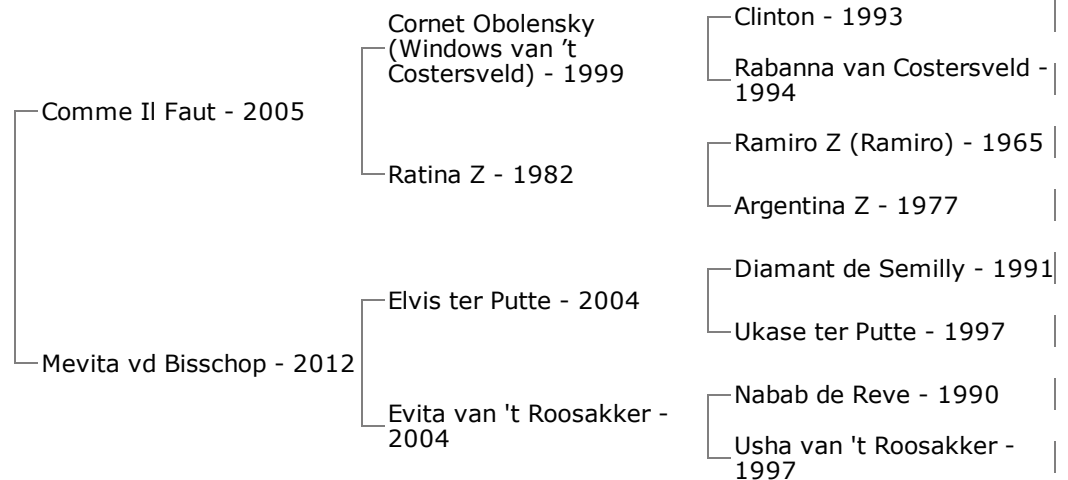 Comme Il Faut - 2005
Mevita vd Bisschop - 2012
Cornet Obolensky
(Windows van ’t
Costersveld) - 1999
Ratina Z - 1982
Elvis ter Putte - 2004
Evita van 't Roosakker -
2004
Clinton - 1993
Rabanna van Costersveld -
1994
Ramiro Z (Ramiro) - 1965
Argentina Z - 1977
Diamant de Semilly - 1991
Ukase ter Putte - 1997
Nabab de Reve - 1990
Usha van 't Roosakker -
1997